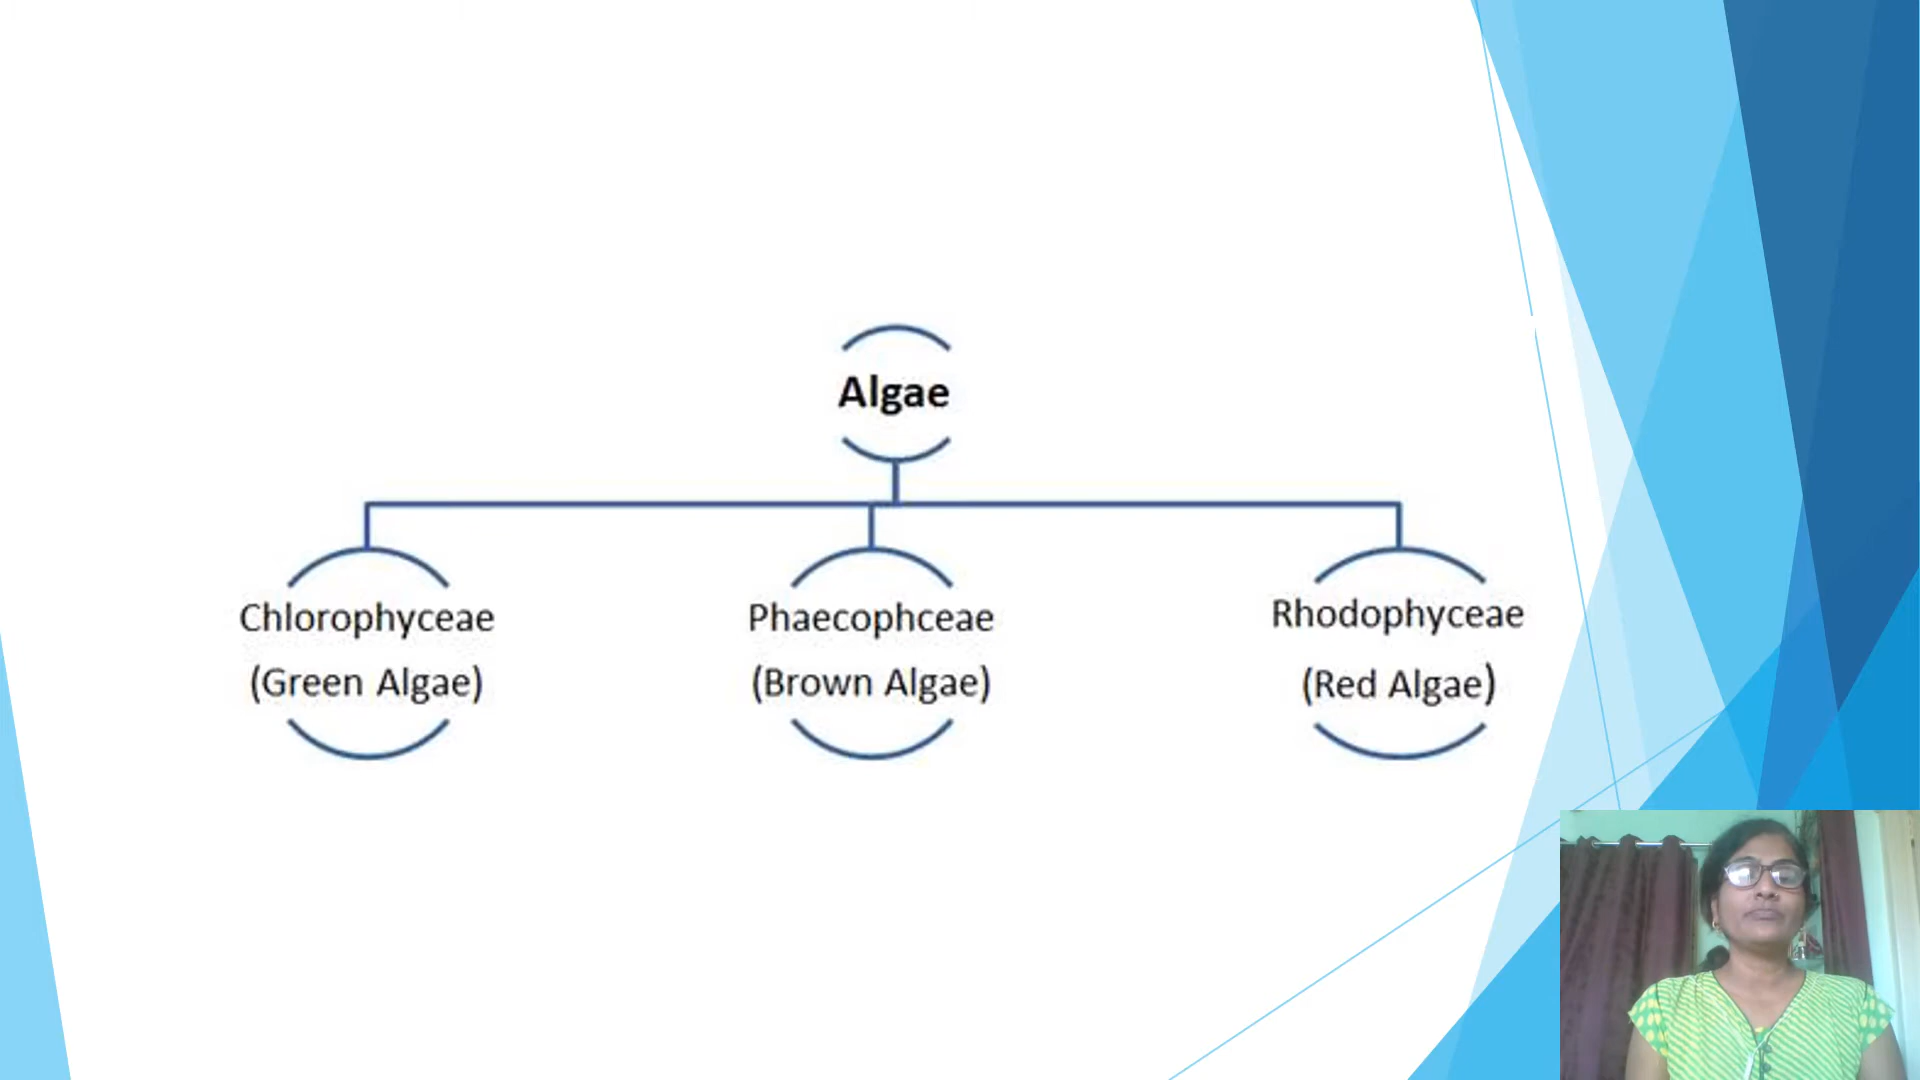 Algae
Chlorophyceae
(Green Algae)
Phaecophceae
(Brown Algae)
Rhodophyceae
(Red Algae)